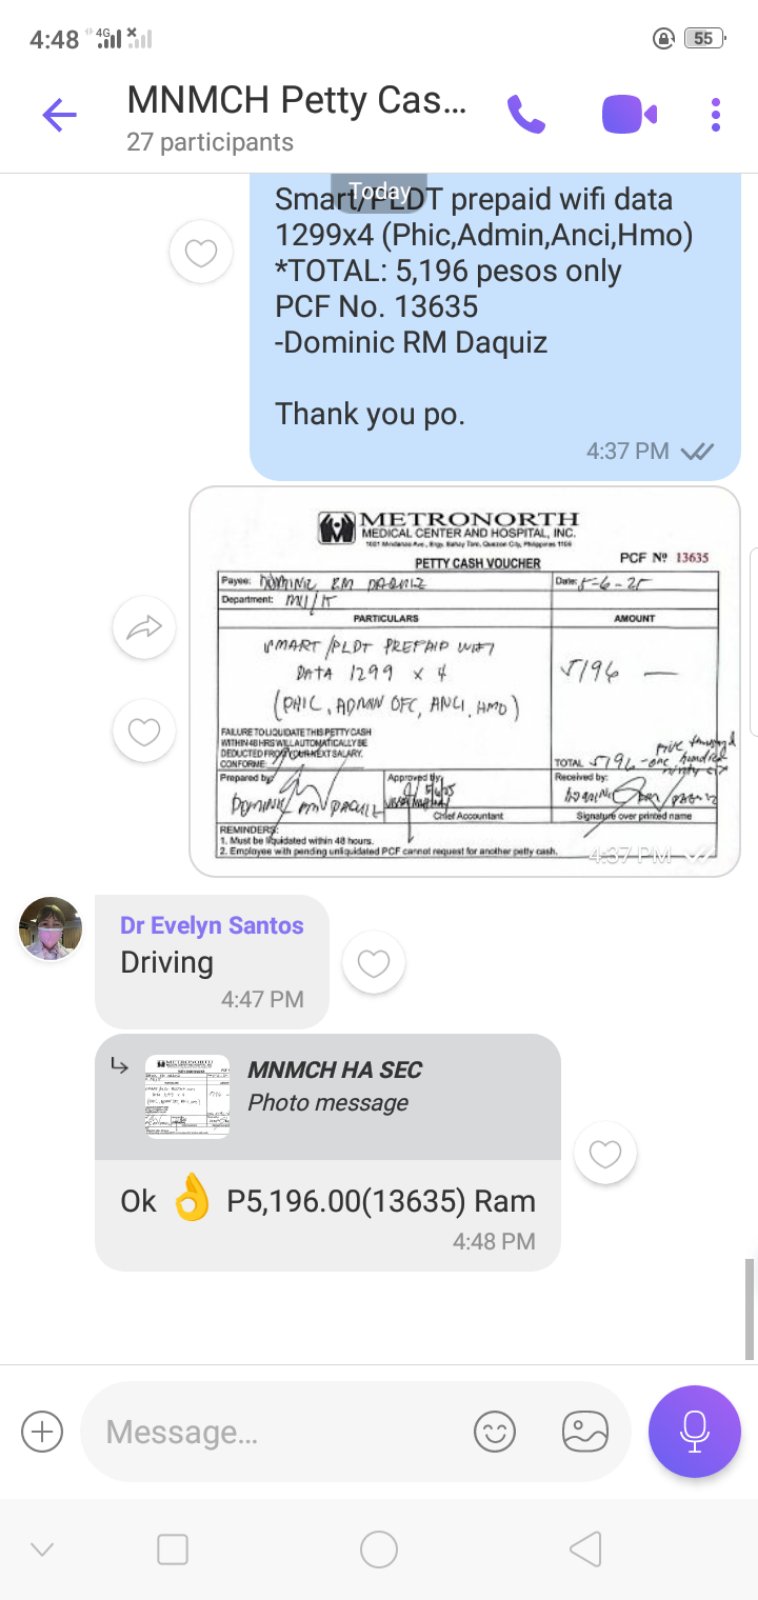 4:48
4G
55
MNMCH Petty Cas...
27 participants
Today
Smart/PLDT prepaid wifi data
1299x4 (Phic,Admin,Anci,Hmo)
*TOTAL: 5,196 pesos only
PCF No. 13635
-Dominic RM Daquiz
Thank you po.
4:37 PM
METRONORTH
MEDICAL CENTER AND HOSPITAL, INC.
PCF Nº 13635
PETTY CASH VOUCHER
Payee: DOMINIC RM DAQUIZ
Date: 5-6-25
Department:
PARTICULARS
AMOUNT
SMART/PLDT PREPAID WIFI
DATA 1299 x 4
5196 —
(PHIC, ADMIN OFC, ANCI, HMO)
FAILURE TO LIQUIDATE THIS PETTY CASH
WITHIN 48 HRS WILL AUTOMATICALLY BE
DEDUCTED FROM YOUR NEXT SALARY.
CONFORME:
TOTAL 5196 - five thousand
one hundred
ninety six
Prepared by
Approved by:
Received by:
DOMINIC RM DAQUIZ
5/6/25
Chief Accountant
Signature over printed name
REMINDERS:
1. Must be liquidated within 48 hours.
2. Employee with pending unliquidated PCF cannot request for another petty cash.
4:37 PM
Dr Evelyn Santos
Driving
4:47 PM
MNMCH HA SEC
Photo message
Ok 👌 P5,196.00(13635) Ram
4:48 PM
Message...